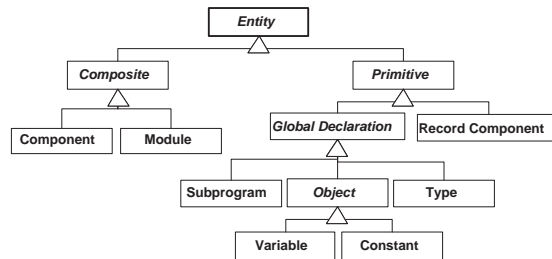 Entity
Composite
Primitive
Component
Module
Global Declaration
Record Component
Subprogram
Object
Type
Variable
Constant